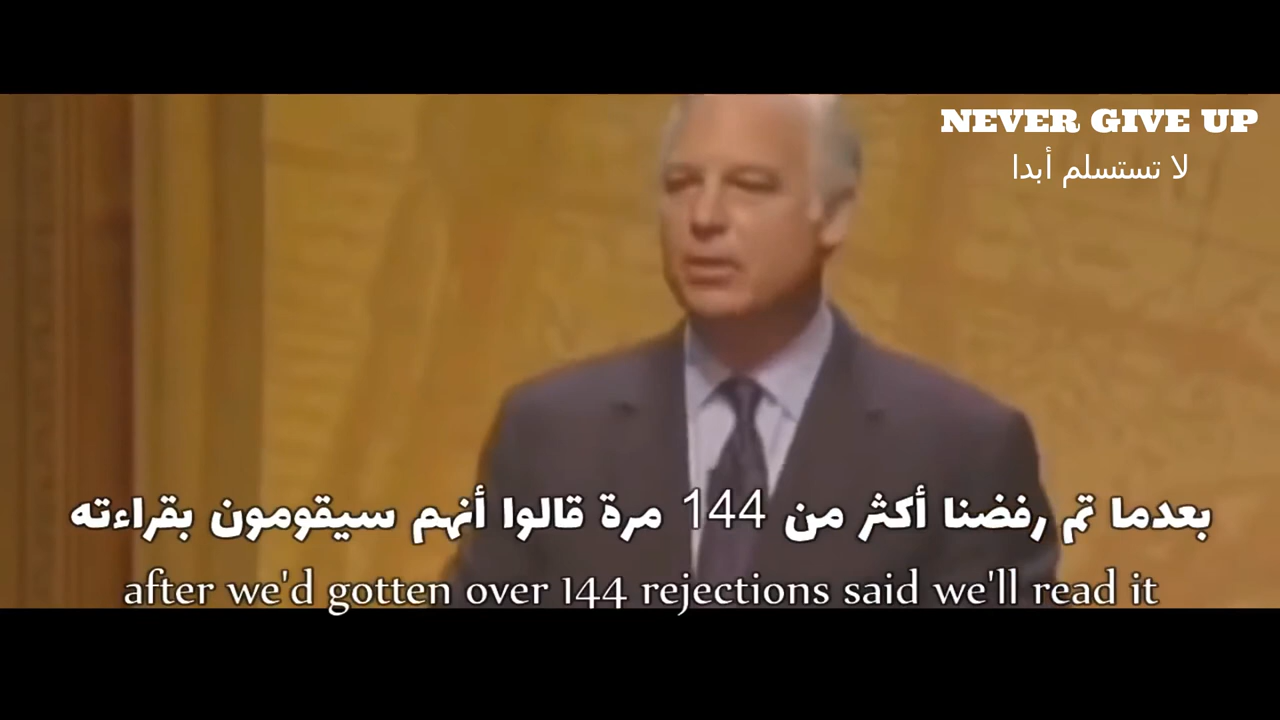 NEVER GIVE UP
لا تستسلم أبدا
بعدما تم رفضنا أكثر من 144 مرة قالوا أنهم سيقومون بقراءته
after we'd gotten over 144 rejections said we'll read it